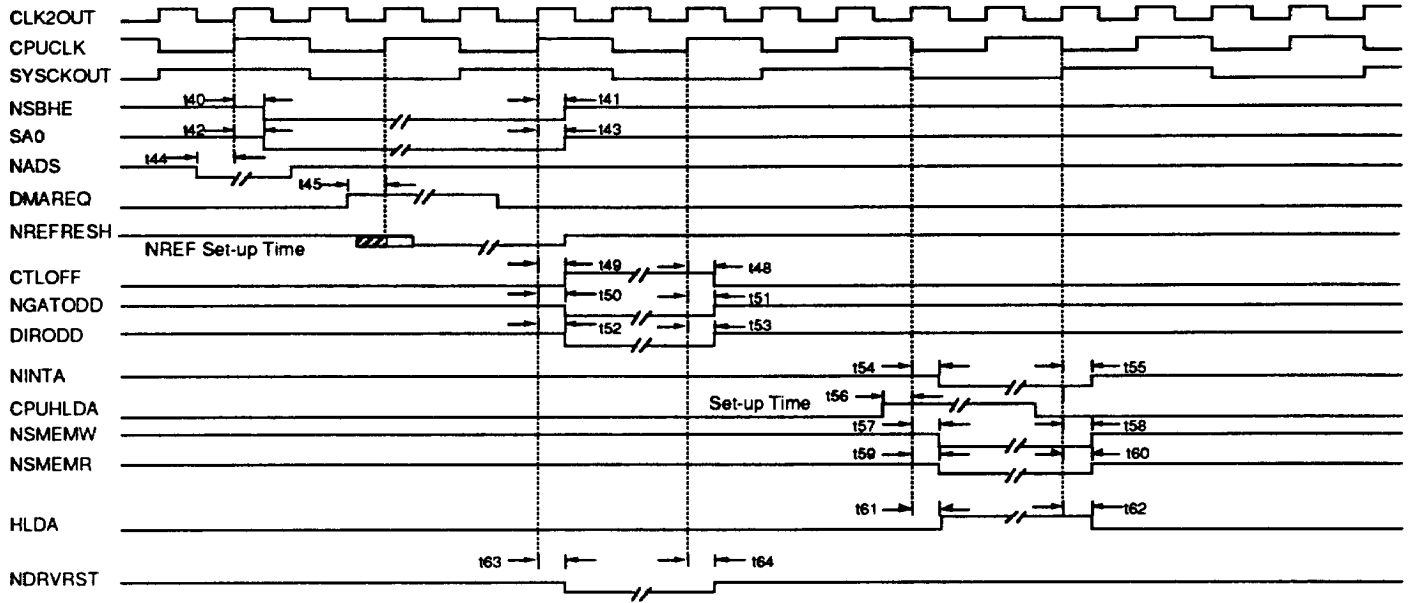 CLK2OUT
CPUCLK
SYSCKOUT
NSBHE t40 t41
SA0 t42 t43
NADS t44
DMAREQ t45
NREFRESH
NREF Set-up Time
CTLOFF t49 t48
NGATODD t50 t51
DIRODD t52 t53
NINTA t54 t55
CPUHLDA Set-up Time t56
NSMEMW t57 t58
NSMEMR t59 t60
HLDA t61 t62
NDRVRST t63 t64